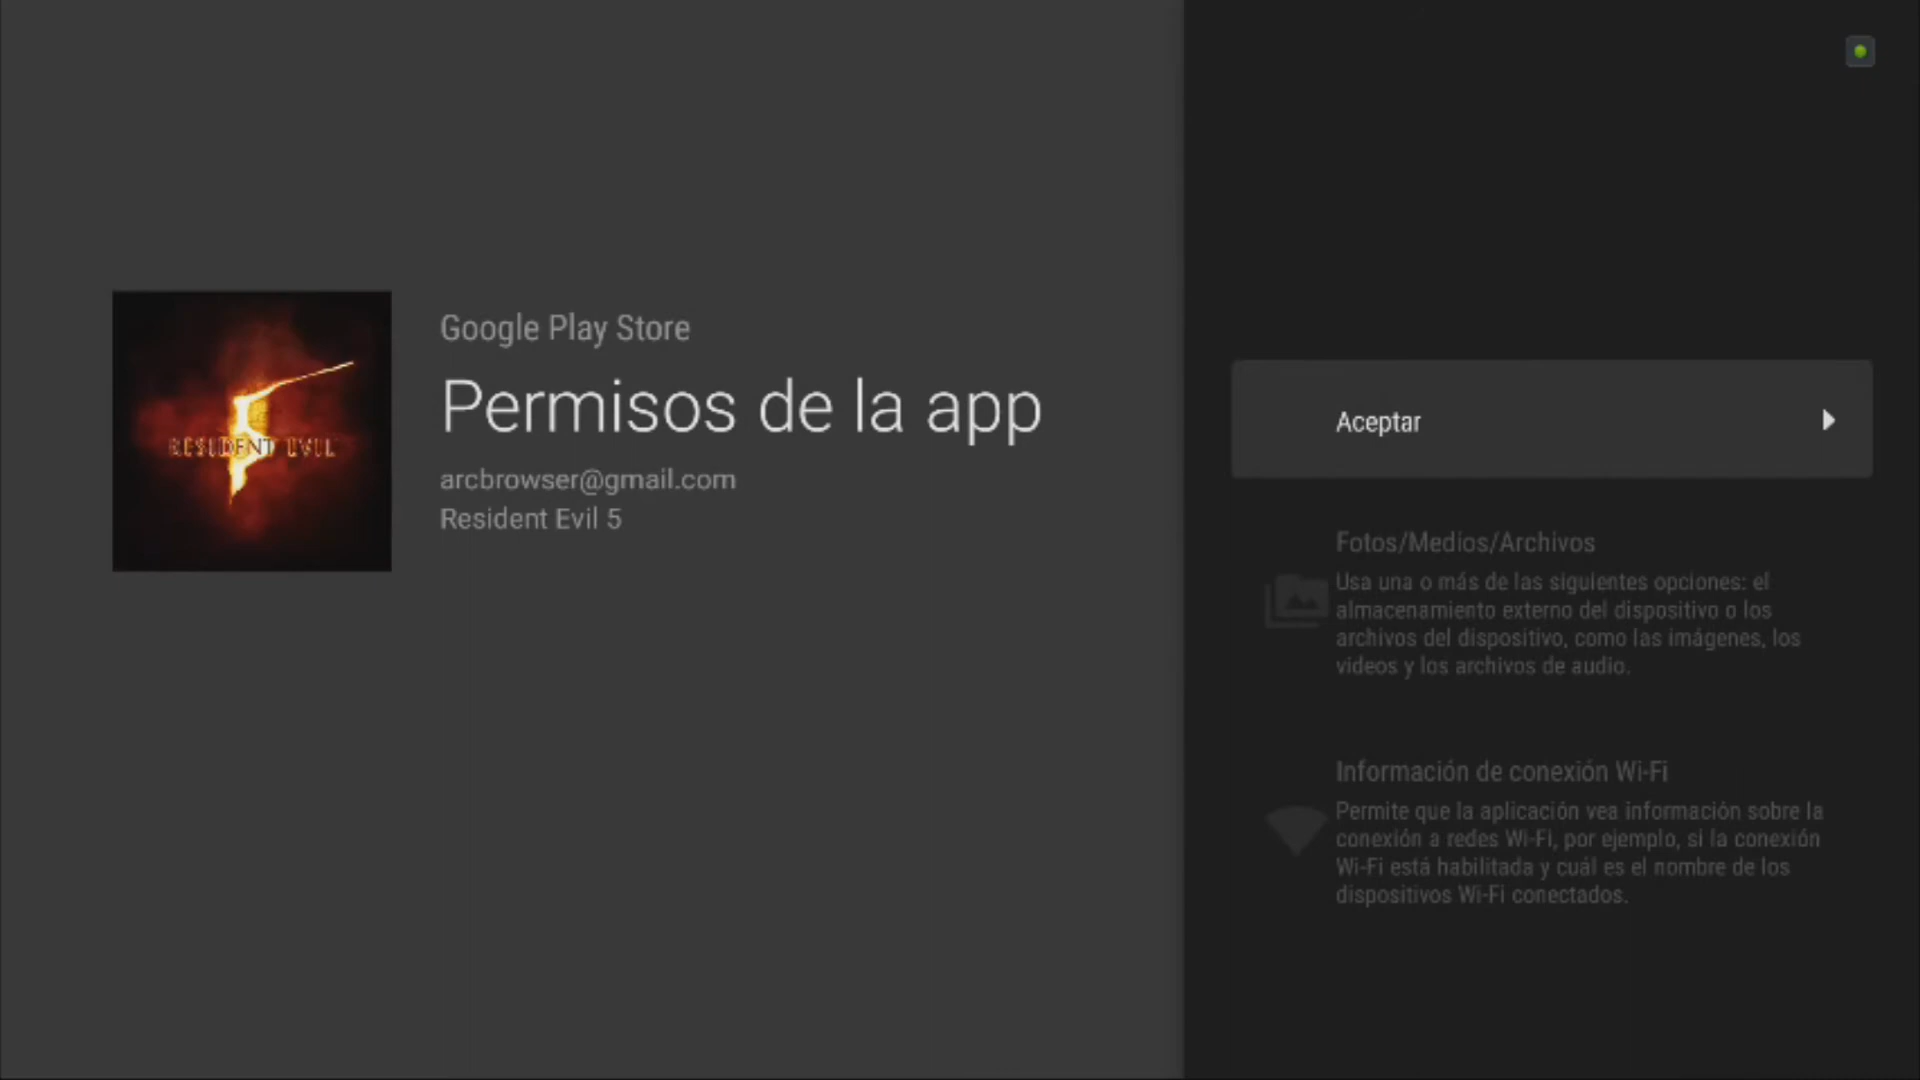 RESIDENT EVIL
Google Play Store
Permisos de la app
arcbrowser@gmail.com
Resident Evil 5
Aceptar
Fotos/Medios/Archivos
Usa una o más de las siguientes opciones: el
almacenamiento externo del dispositivo o los
archivos del dispositivo, como las imágenes, los
videos y los archivos de audio.
Información de conexión Wi-Fi
Permite que la aplicación vea información sobre la
conexión a redes Wi-Fi, por ejemplo, si la conexión
Wi-Fi está habilitada y cuál es el nombre de los
dispositivos Wi-Fi conectados.